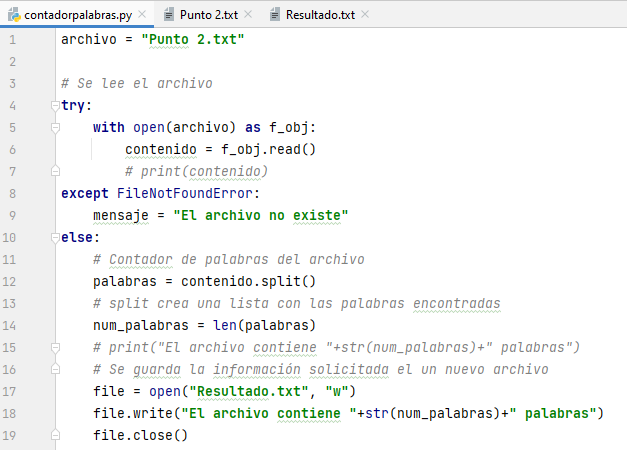 contadorpalabras.py Punto 2.txt Resultado.txt
1 archivo = "Punto 2.txt"
2
3 # Se lee el archivo
4 try:
5     with open(archivo) as f_obj:
6         contenido = f_obj.read()
7         # print(contenido)
8 except FileNotFoundError:
9     mensaje = "El archivo no existe"
10 else:
11     # Contador de palabras del archivo
12     palabras = contenido.split()
13     # split crea una lista con las palabras encontradas
14     num_palabras = len(palabras)
15     # print("El archivo contiene "+str(num_palabras)+" palabras")
16     # Se guarda la información solicitada el un nuevo archivo
17     file = open("Resultado.txt", "w")
18     file.write("El archivo contiene "+str(num_palabras)+" palabras")
19     file.close()